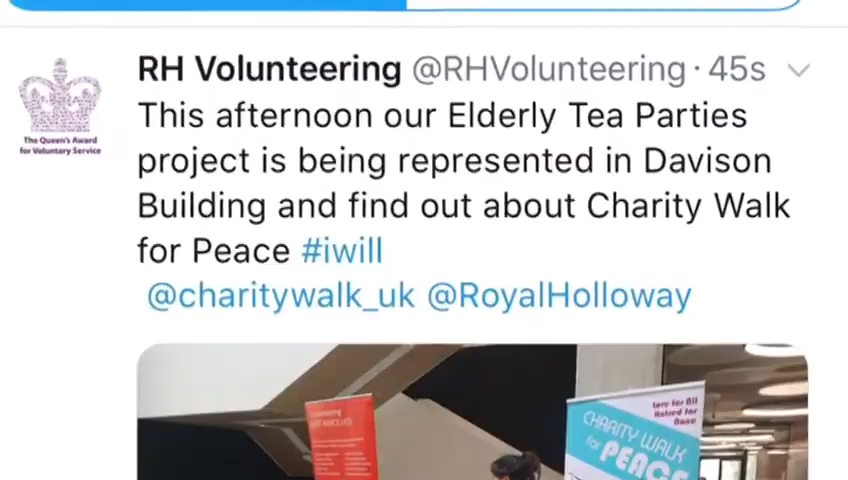 RH Volunteering @RHVolunteering · 45s
The Queen's Award
for Voluntary Service
This afternoon our Elderly Tea Parties
project is being represented in Davison
Building and find out about Charity Walk
for Peace #iwill
@charitywalk_uk @RoyalHolloway
Love for All
Hatred for
None
CHARITY WALK
for PEACE